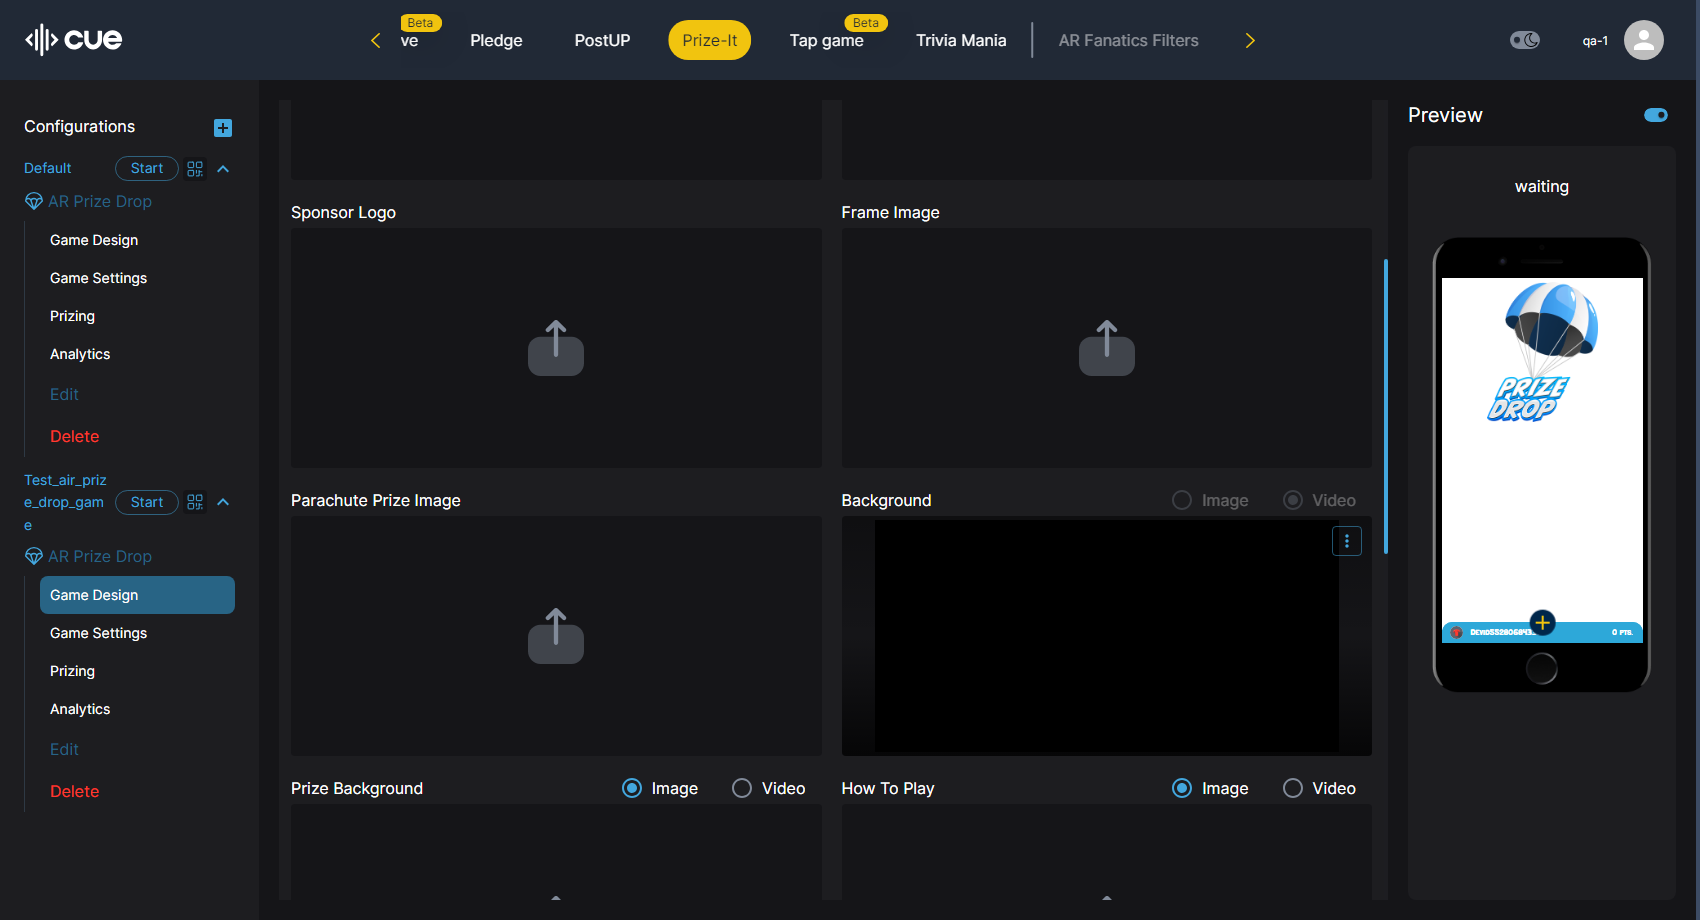 cue
Beta
ve
Pledge
PostUP
Prize-It
Beta
Tap game
Trivia Mania
AR Fanatics Filters
qa-1
Configurations
Default
Start
AR Prize Drop
Game Design
Game Settings
Prizing
Analytics
Edit
Delete
Test_air_priz
e_drop_gam
e
Start
AR Prize Drop
Game Design
Game Settings
Prizing
Analytics
Edit
Delete
Sponsor Logo
Frame Image
Parachute Prize Image
Background
Image
Video
Prize Background
Image
Video
How To Play
Image
Video
Preview
waiting
PRIZE
DROP
0 PTS.